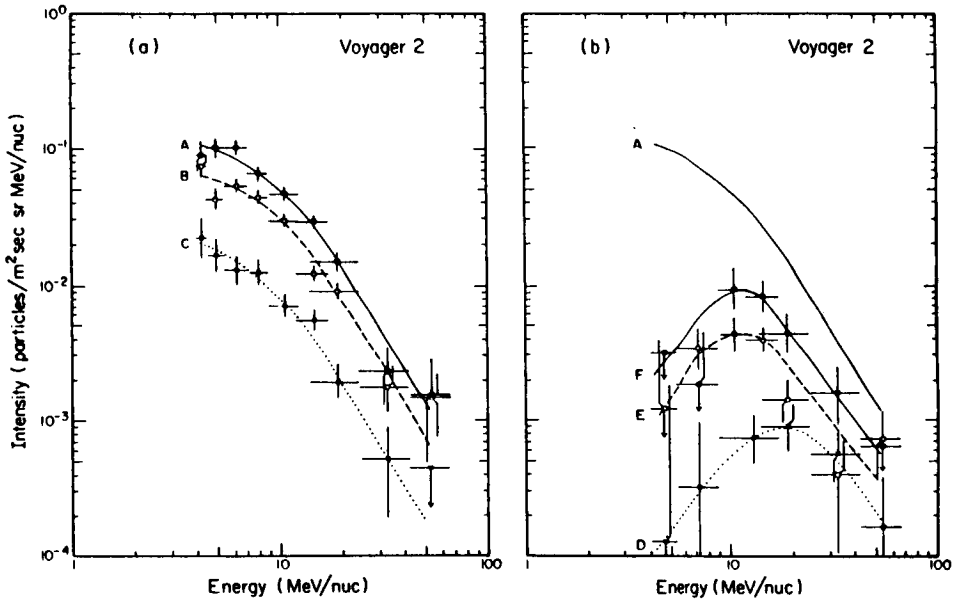 10⁰
(a)
Voyager 2
(b)
Voyager 2
Intensity (particles/m² sec sr MeV/nuc)
10⁻¹
A
B
C
10⁻²
10⁻³
10⁻⁴
A
F
E
D
1
10
100
1
10
100
Energy (MeV/nuc)
Energy (MeV/nuc)